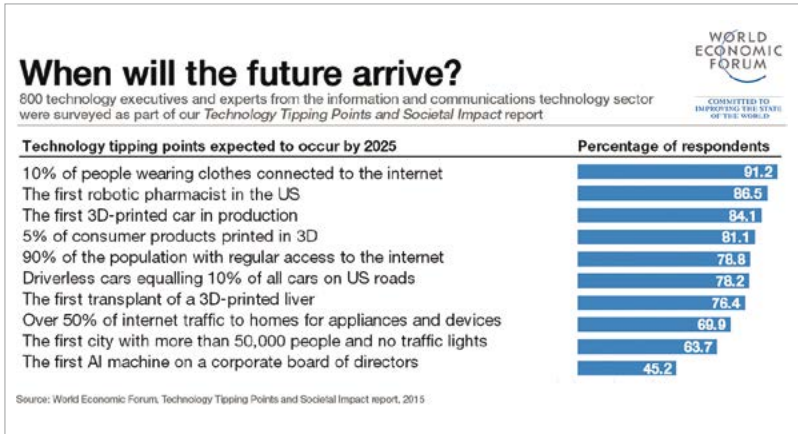 WORLD
ECONOMIC
FORUM
COMMITTED TO
IMPROVING THE STATE
OF THE WORLD
When will the future arrive?
800 technology executives and experts from the information and communications technology sector
were surveyed as part of our Technology Tipping Points and Societal Impact report
Technology tipping points expected to occur by 2025 Percentage of respondents
10% of people wearing clothes connected to the internet 91.2
The first robotic pharmacist in the US 86.5
The first 3D-printed car in production 84.1
5% of consumer products printed in 3D 81.1
90% of the population with regular access to the internet 78.8
Driverless cars equalling 10% of all cars on US roads 78.2
The first transplant of a 3D-printed liver 76.4
Over 50% of internet traffic to homes for appliances and devices 69.9
The first city with more than 50,000 people and no traffic lights 63.7
The first AI machine on a corporate board of directors 45.2
Source: World Economic Forum, Technology Tipping Points and Societal Impact report, 2015